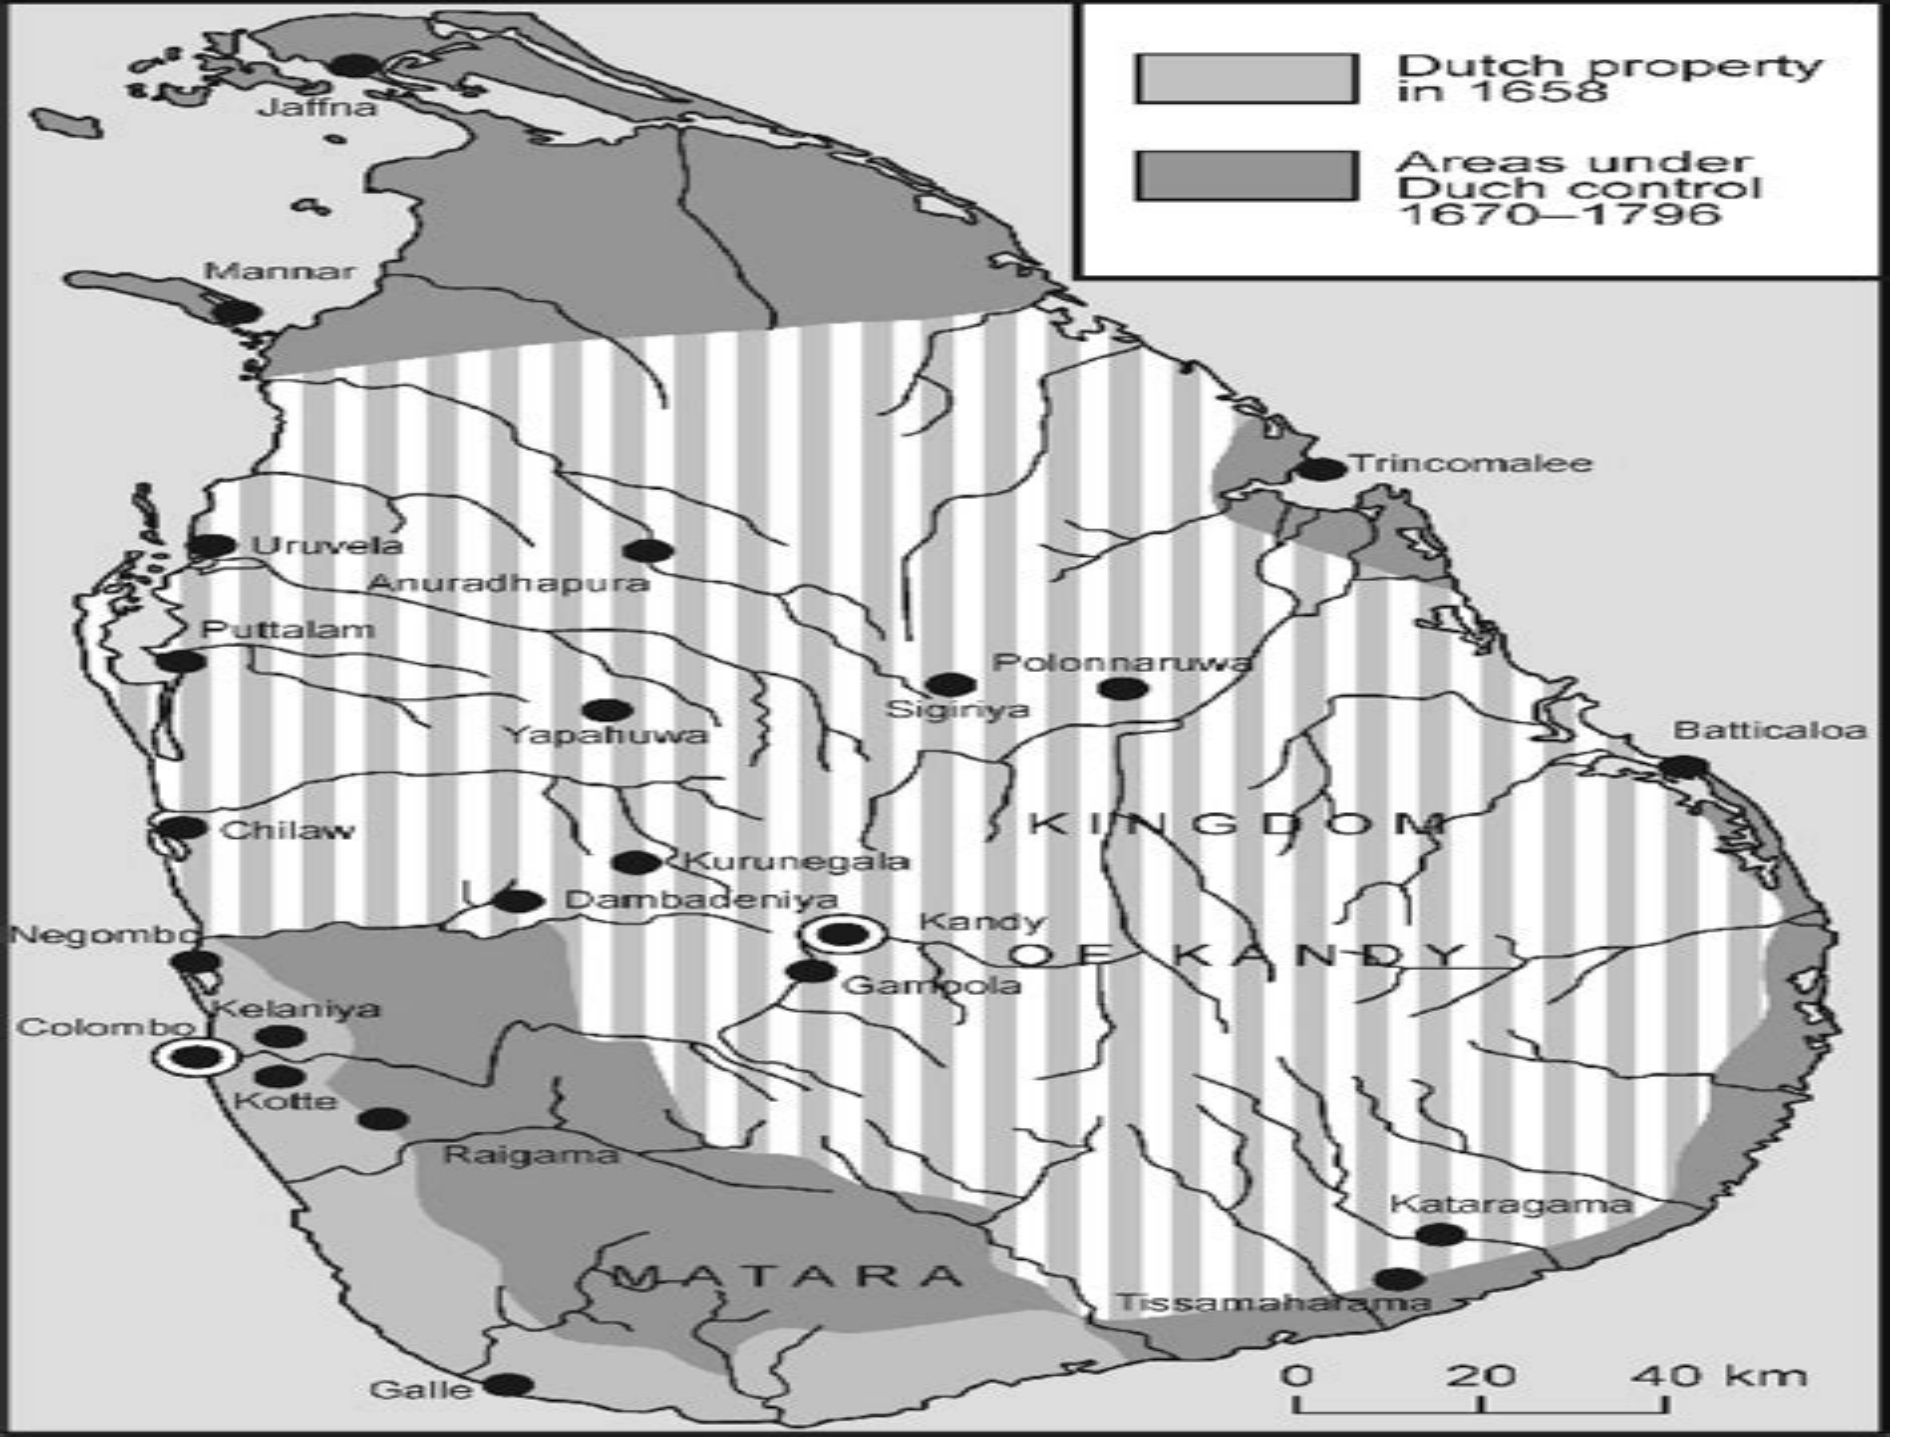 Dutch property
in 1658
Areas under
Duch control
1670–1796
Jaffna
Mannar
Trincomalee
Uruvela
Anuradhapura
Puttalam
Polonnaruwa
Sigiriya
Yapahuwa
Batticaloa
KINGDOM
Chilaw
Kurunegala
Dambadeniya
Kandy
Negombo
OF KANDY
Gampola
Kelaniya
Colombo
Kotte
Raigama
Kataragama
MATARA
Tissamaharama
Galle
0 20 40 km